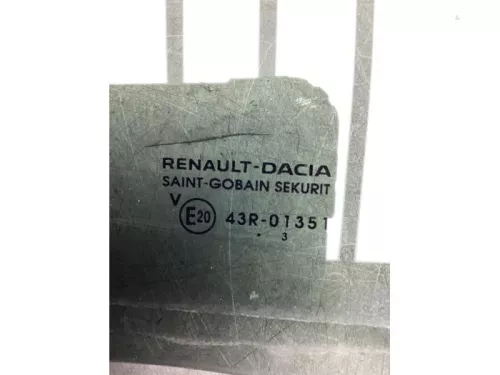 RENAULT-DACIA
SAINT-GOBAIN SEKURIT
V
E20 43R-01351
. 3